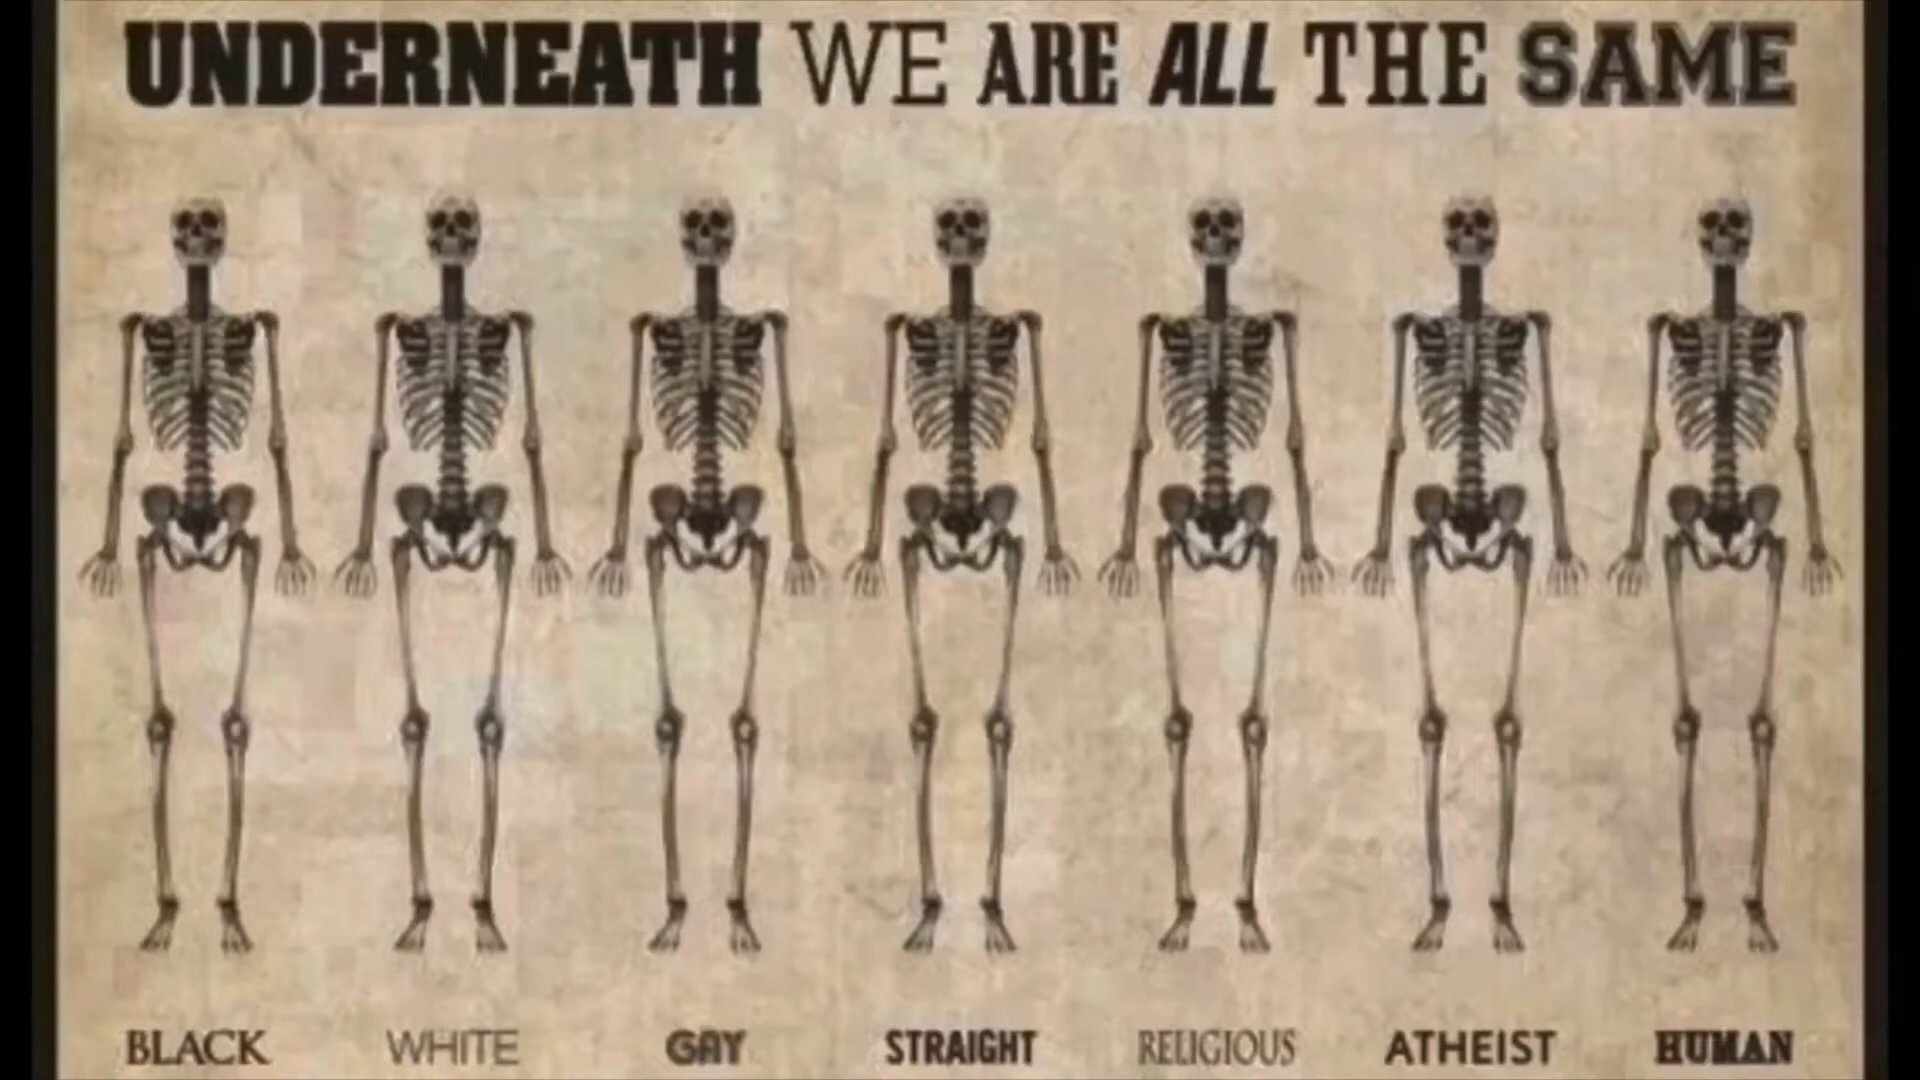 UNDERNEATH WE ARE ALL THE SAME
BLACK WHITE GAY STRAIGHT RELIGIOUS ATHEIST HUMAN